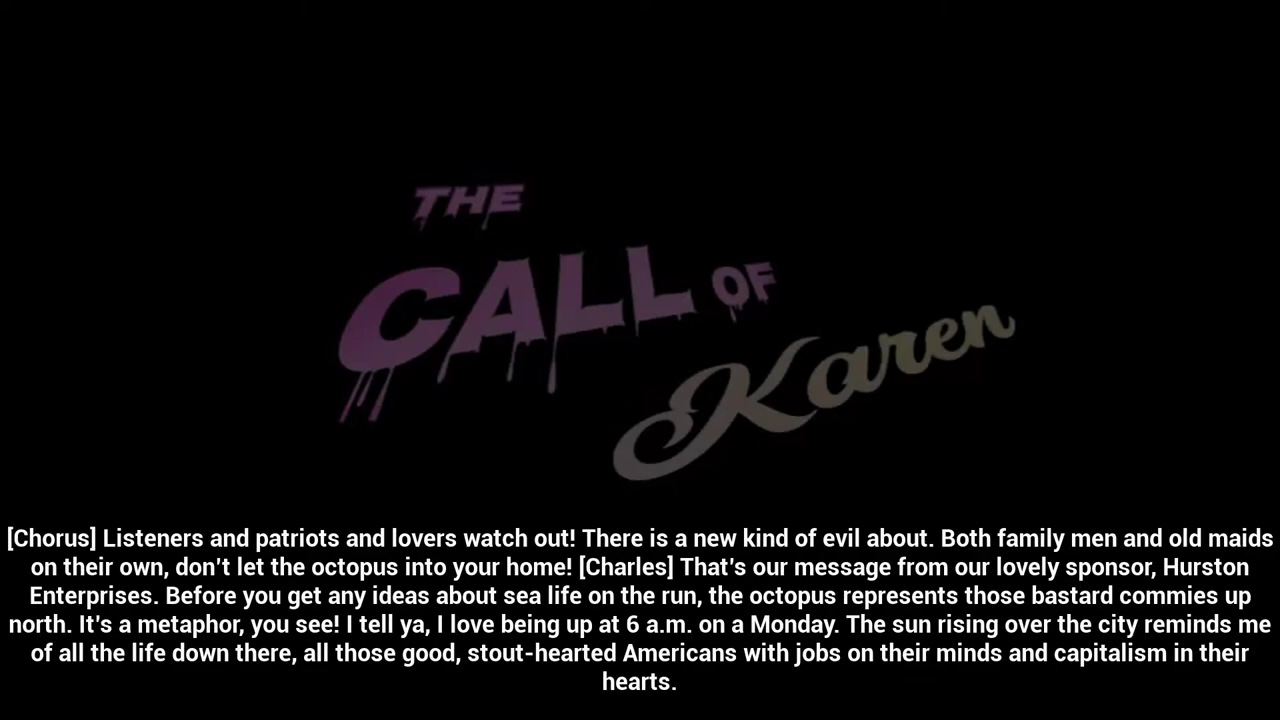 THE
CALL OF
Karen
[Chorus] Listeners and patriots and lovers watch out! There is a new kind of evil about. Both family men and old maids
on their own, don't let the octopus into your home! [Charles] That's our message from our lovely sponsor, Hurston
Enterprises. Before you get any ideas about sea life on the run, the octopus represents those bastard commies up
north. It's a metaphor, you see! I tell ya, I love being up at 6 a.m. on a Monday. The sun rising over the city reminds me
of all the life down there, all those good, stout-hearted Americans with jobs on their minds and capitalism in their
hearts.